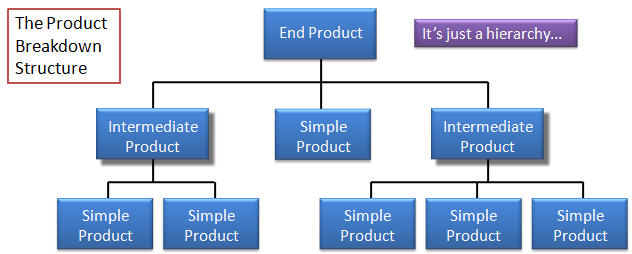 The Product
Breakdown
Structure
End Product
It's just a hierarchy...
Intermediate
Product
Simple
Product
Intermediate
Product
Simple
Product
Simple
Product
Simple
Product
Simple
Product
Simple
Product